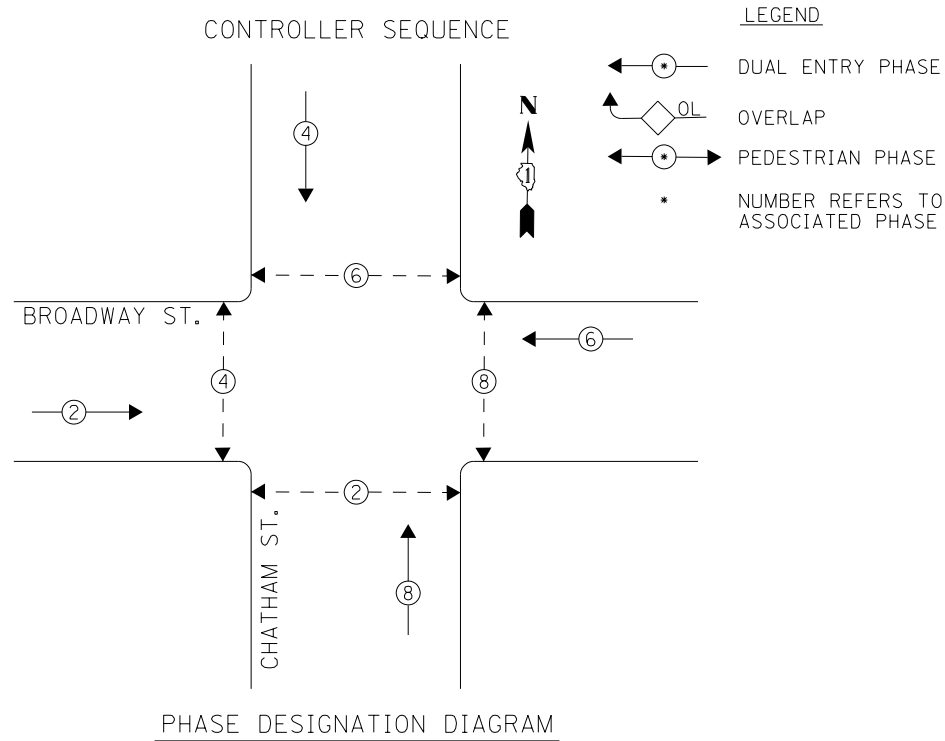 CONTROLLER SEQUENCE
LEGEND
* DUAL ENTRY PHASE
OL OVERLAP
* PEDESTRIAN PHASE
* NUMBER REFERS TO
ASSOCIATED PHASE
N
1
4
6
BROADWAY ST.
6
4
8
2
2
CHATHAM ST.
8
PHASE DESIGNATION DIAGRAM